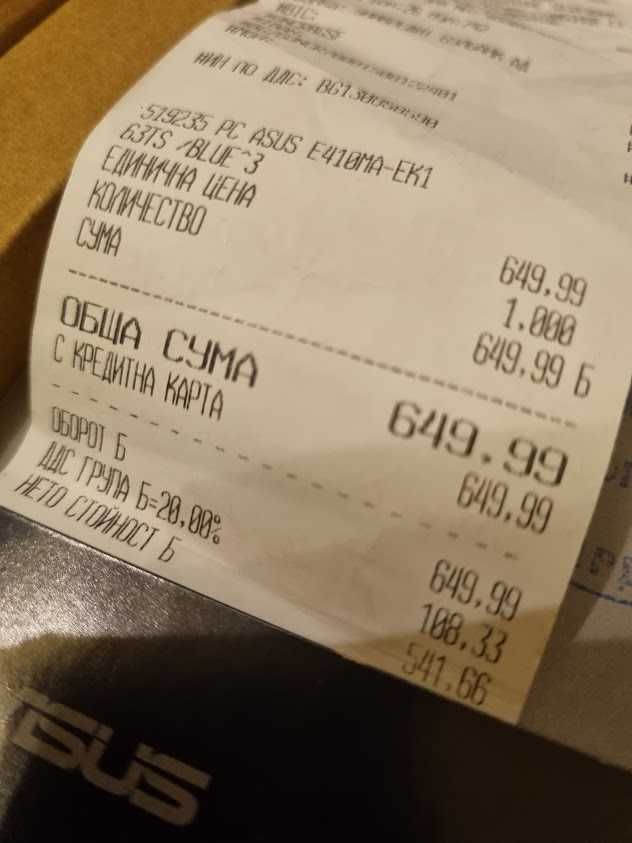 ИН ПО ДДС:
:519235 PC ASUS E410MA-EK1
63TS /BLUE^3
ЕДИНИЧНА ЦЕНА 649,99
КОЛИЧЕСТВО 1.000
СУМА 649.99 Б
ОБЩА СУМА 649.99
С КРЕДИТНА КАРТА 649,99
ОБОРОТ Б 649,99
ДДС ГРУПА Б=20,00% 108,33
НЕТО СТОЙНОСТ Б 541,66
ASUS